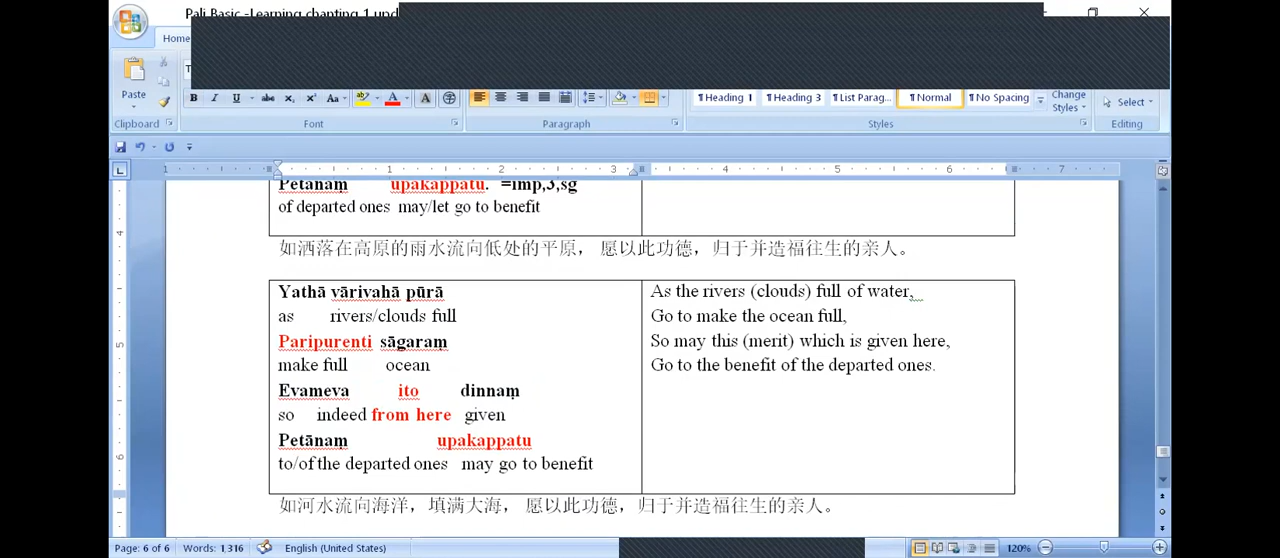 Pali Basic -Learning chanting 1 upd
Home
Paste
Clipboard
Font
Paragraph
¶ Heading 1 ¶ Heading 3 ¶ List Parag... ¶ Normal ¶ No Spacing
Change Styles
Styles
Select
Editing
Petānaṃ upakappatu. =imp,3,sg
of departed ones may/let go to benefit
如洒落在高原的雨水流向低处的平原， 愿以此功德，归于并造福往生的亲人。
Yathā vārivahā pūrā
as rivers/clouds full
Paripurenti sāgaraṃ
make full ocean
Evameva ito dinnaṃ
so indeed from here given
Petānaṃ upakappatu
to/of the departed ones may go to benefit
As the rivers (clouds) full of water,
Go to make the ocean full,
So may this (merit) which is given here,
Go to the benefit of the departed ones.
如河水流向海洋，填满大海， 愿以此功德，归于并造福往生的亲人。
Page: 6 of 6 Words: 1,316 English (United States) 120%